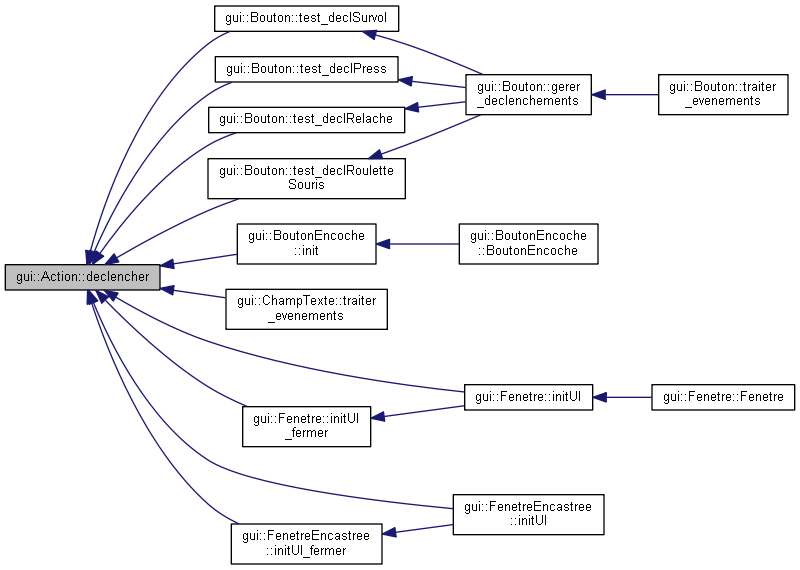 gui::Bouton::test_declSurvol
gui::Bouton::test_declPress
gui::Bouton::gerer
_declenchements
gui::Bouton::traiter
_evenements
gui::Bouton::test_declRelache
gui::Bouton::test_declRoulette
Souris
gui::BoutonEncoche
::init
gui::BoutonEncoche
::BoutonEncoche
gui::Action::declencher
gui::ChampTexte::traiter
_evenements
gui::Fenetre::initUI
gui::Fenetre::Fenetre
gui::Fenetre::initUI
_fermer
gui::FenetreEncastree
::initUI
gui::FenetreEncastree
::initUI_fermer